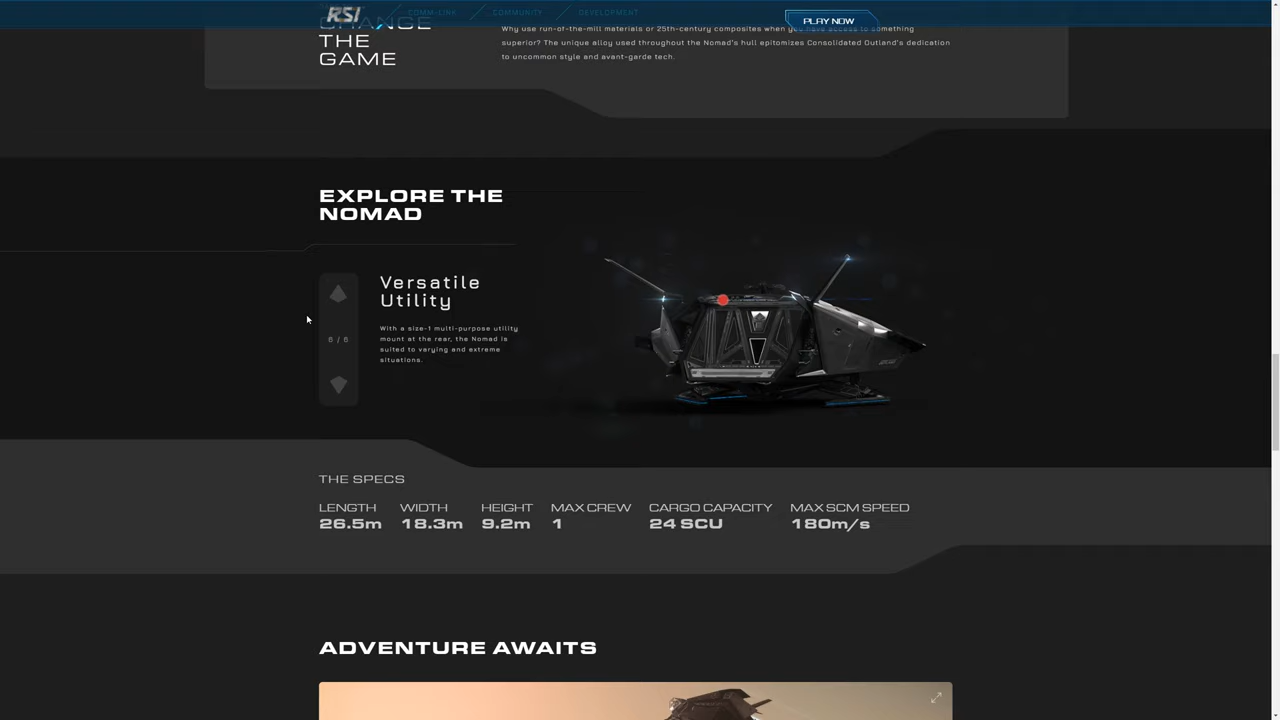 RSI
COMM-LINK
COMMUNITY
DEVELOPMENT
PLAY NOW
CHANGE
THE
GAME
Why use run-of-the-mill materials or 25th-century composites when you have access to something
superior? The unique alloy used throughout the Nomad's hull epitomizes Consolidated Outland's dedication
to uncommon style and avant-garde tech.
EXPLORE THE
NOMAD
Versatile
Utility
6 / 6
With a size-1 multi-purpose utility
mount at the rear, the Nomad is
suited to varying and extreme
situations.
THE SPECS
LENGTH WIDTH HEIGHT MAX CREW CARGO CAPACITY MAX SCM SPEED
26.5m 18.3m 9.2m 1 24 SCU 180m/s
ADVENTURE AWAITS